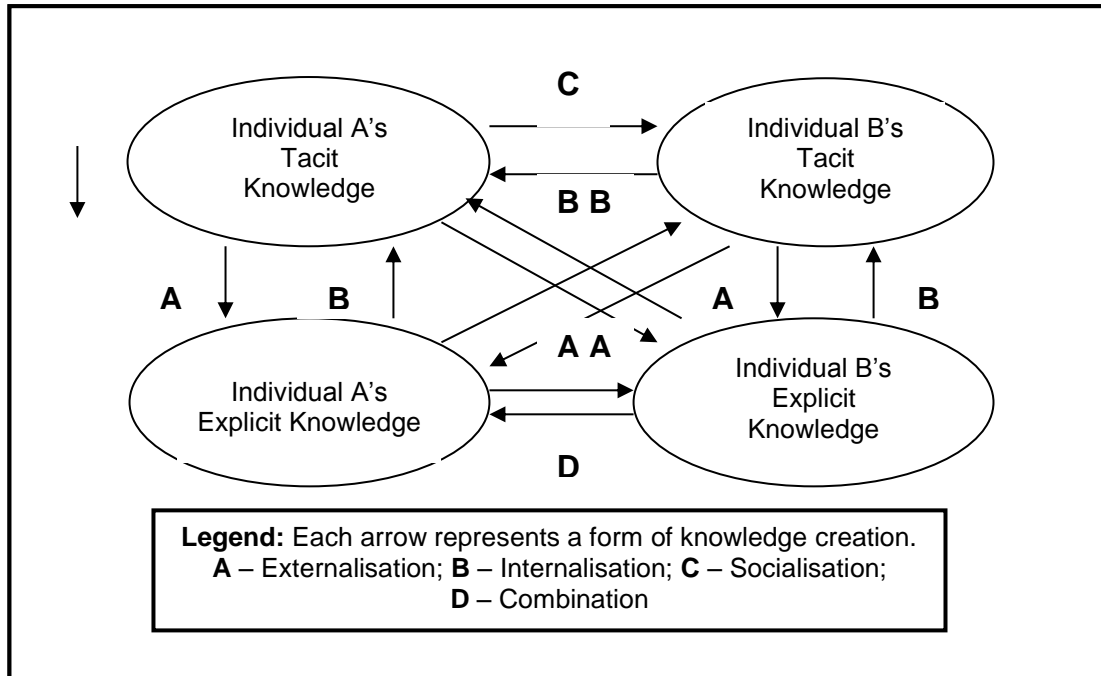 C
Individual A's
Tacit
Knowledge
Individual B's
Tacit
Knowledge
B B
A
B
A
B
A A
Individual A's
Explicit Knowledge
Individual B's
Explicit
Knowledge
D
Legend: Each arrow represents a form of knowledge creation.
A – Externalisation; B – Internalisation; C – Socialisation;
D – Combination